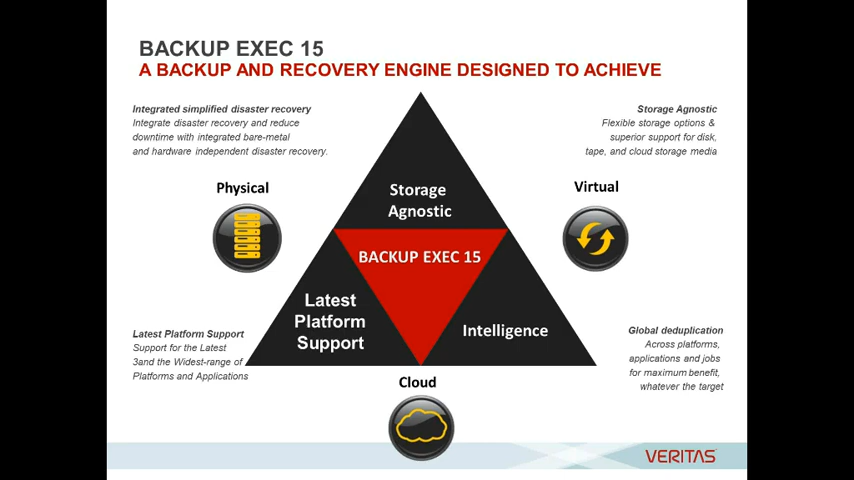 BACKUP EXEC 15
A BACKUP AND RECOVERY ENGINE DESIGNED TO ACHIEVE
Integrated simplified disaster recovery
Integrate disaster recovery and reduce
downtime with integrated bare-metal
and hardware independent disaster recovery.
Storage Agnostic
Flexible storage options &
superior support for disk,
tape, and cloud storage media
Physical
Storage
Agnostic
Virtual
BACKUP EXEC 15
Latest
Platform
Support
Intelligence
Latest Platform Support
Support for the Latest
3and the Widest-range of
Platforms and Applications
Global deduplication
Across platforms,
applications and jobs
for maximum benefit,
whatever the target
Cloud
VERITAS